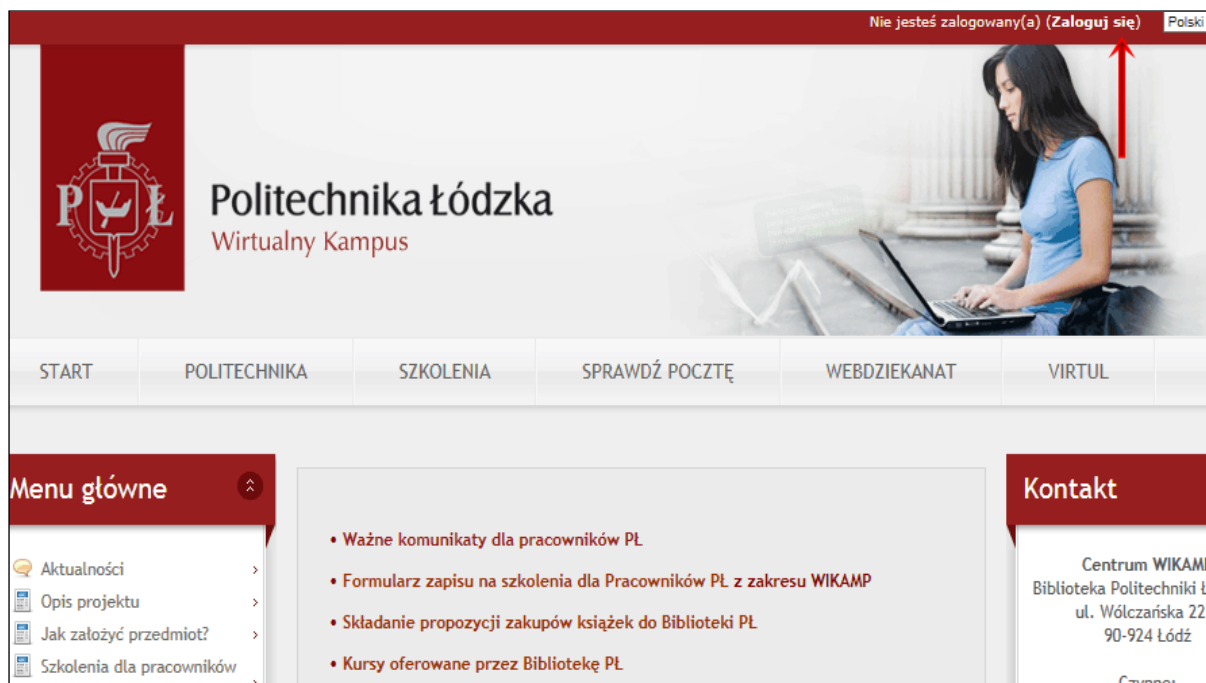 Nie jesteś zalogowany(a) (Zaloguj się)
Polski
P Ł
Politechnika Łódzka
Wirtualny Kampus
START
POLITECHNIKA
SZKOLENIA
SPRAWDŹ POCZTĘ
WEBDZIEKANAT
VIRTUL
Menu główne
Aktualności
Opis projektu
Jak założyć przedmiot?
Szkolenia dla pracowników
• Ważne komunikaty dla pracowników PŁ
• Formularz zapisu na szkolenia dla Pracowników PŁ z zakresu WIKAMP
• Składanie propozycji zakupów książek do Biblioteki PŁ
• Kursy oferowane przez Bibliotekę PŁ
Kontakt
Centrum WIKAMP
Biblioteka Politechniki
ul. Wólczańska 22
90-924 Łódź